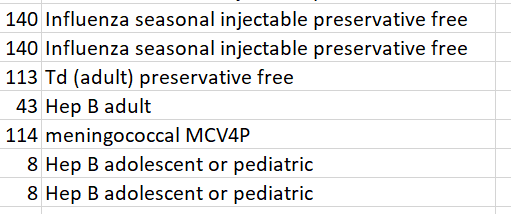 140 Influenza seasonal injectable preservative free
140 Influenza seasonal injectable preservative free
113 Td (adult) preservative free
43 Hep B adult
114 meningococcal MCV4P
8 Hep B adolescent or pediatric
8 Hep B adolescent or pediatric